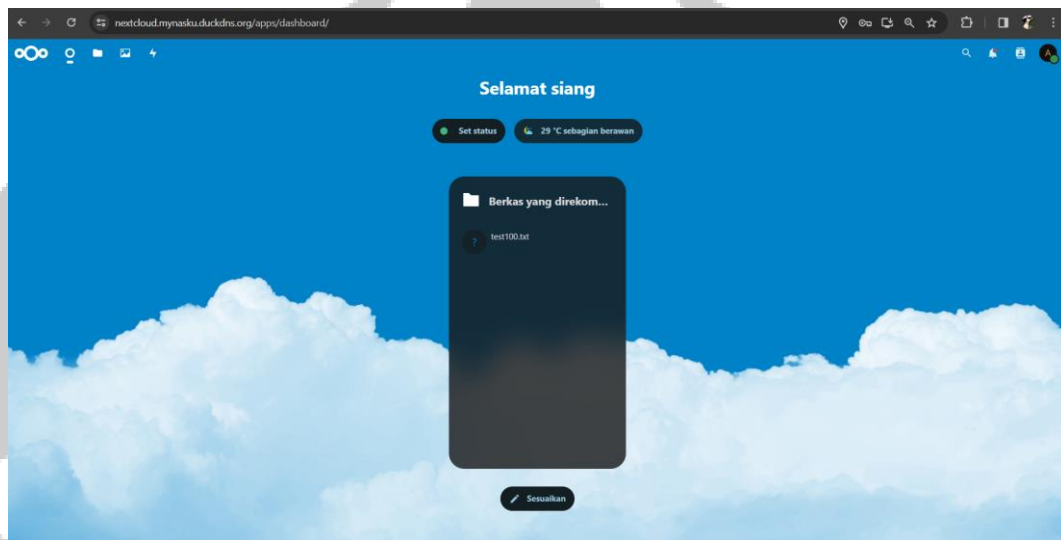 nextcloud.mynasku.duckdns.org/apps/dashboard/
A
Selamat siang
Set status
29 °C sebagian berawan
Berkas yang direkom...
?
test100.txt
Sesuaikan